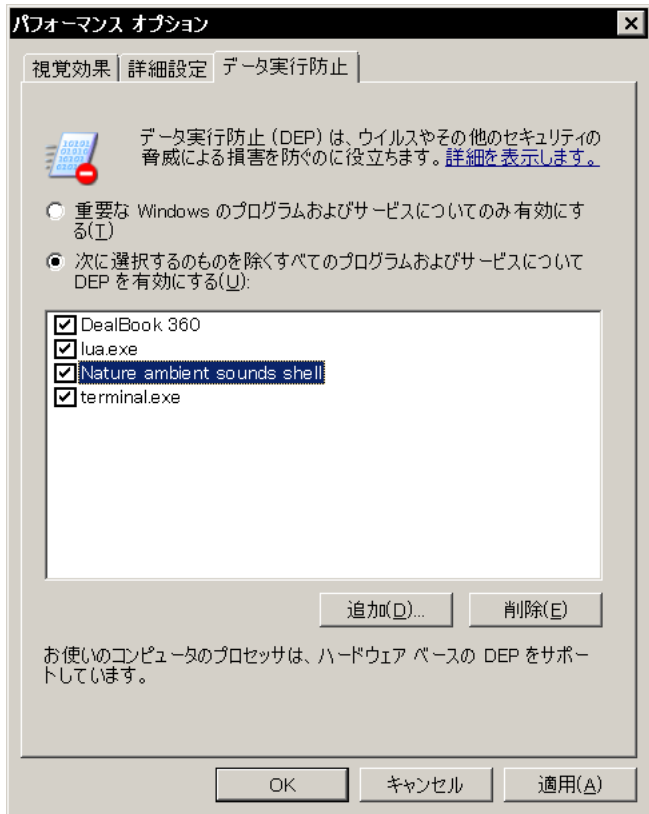 パフォーマンス オプション
視覚効果
詳細設定
データ実行防止
データ実行防止 (DEP) は、ウイルスやその他のセキュリティの
脅威による損害を防ぐのに役立ちます。詳細を表示します。
重要な Windows のプログラムおよびサービスについてのみ有効にす
る(T)
次に選択するのものを除くすべてのプログラムおよびサービスについて
DEP を有効にする(U):
DealBook 360
lua.exe
Nature ambient sounds shell
terminal.exe
追加(D)...
削除(E)
お使いのコンピュータのプロセッサは、ハードウェア ベースの DEP をサポー
トしています。
OK
キャンセル
適用(A)